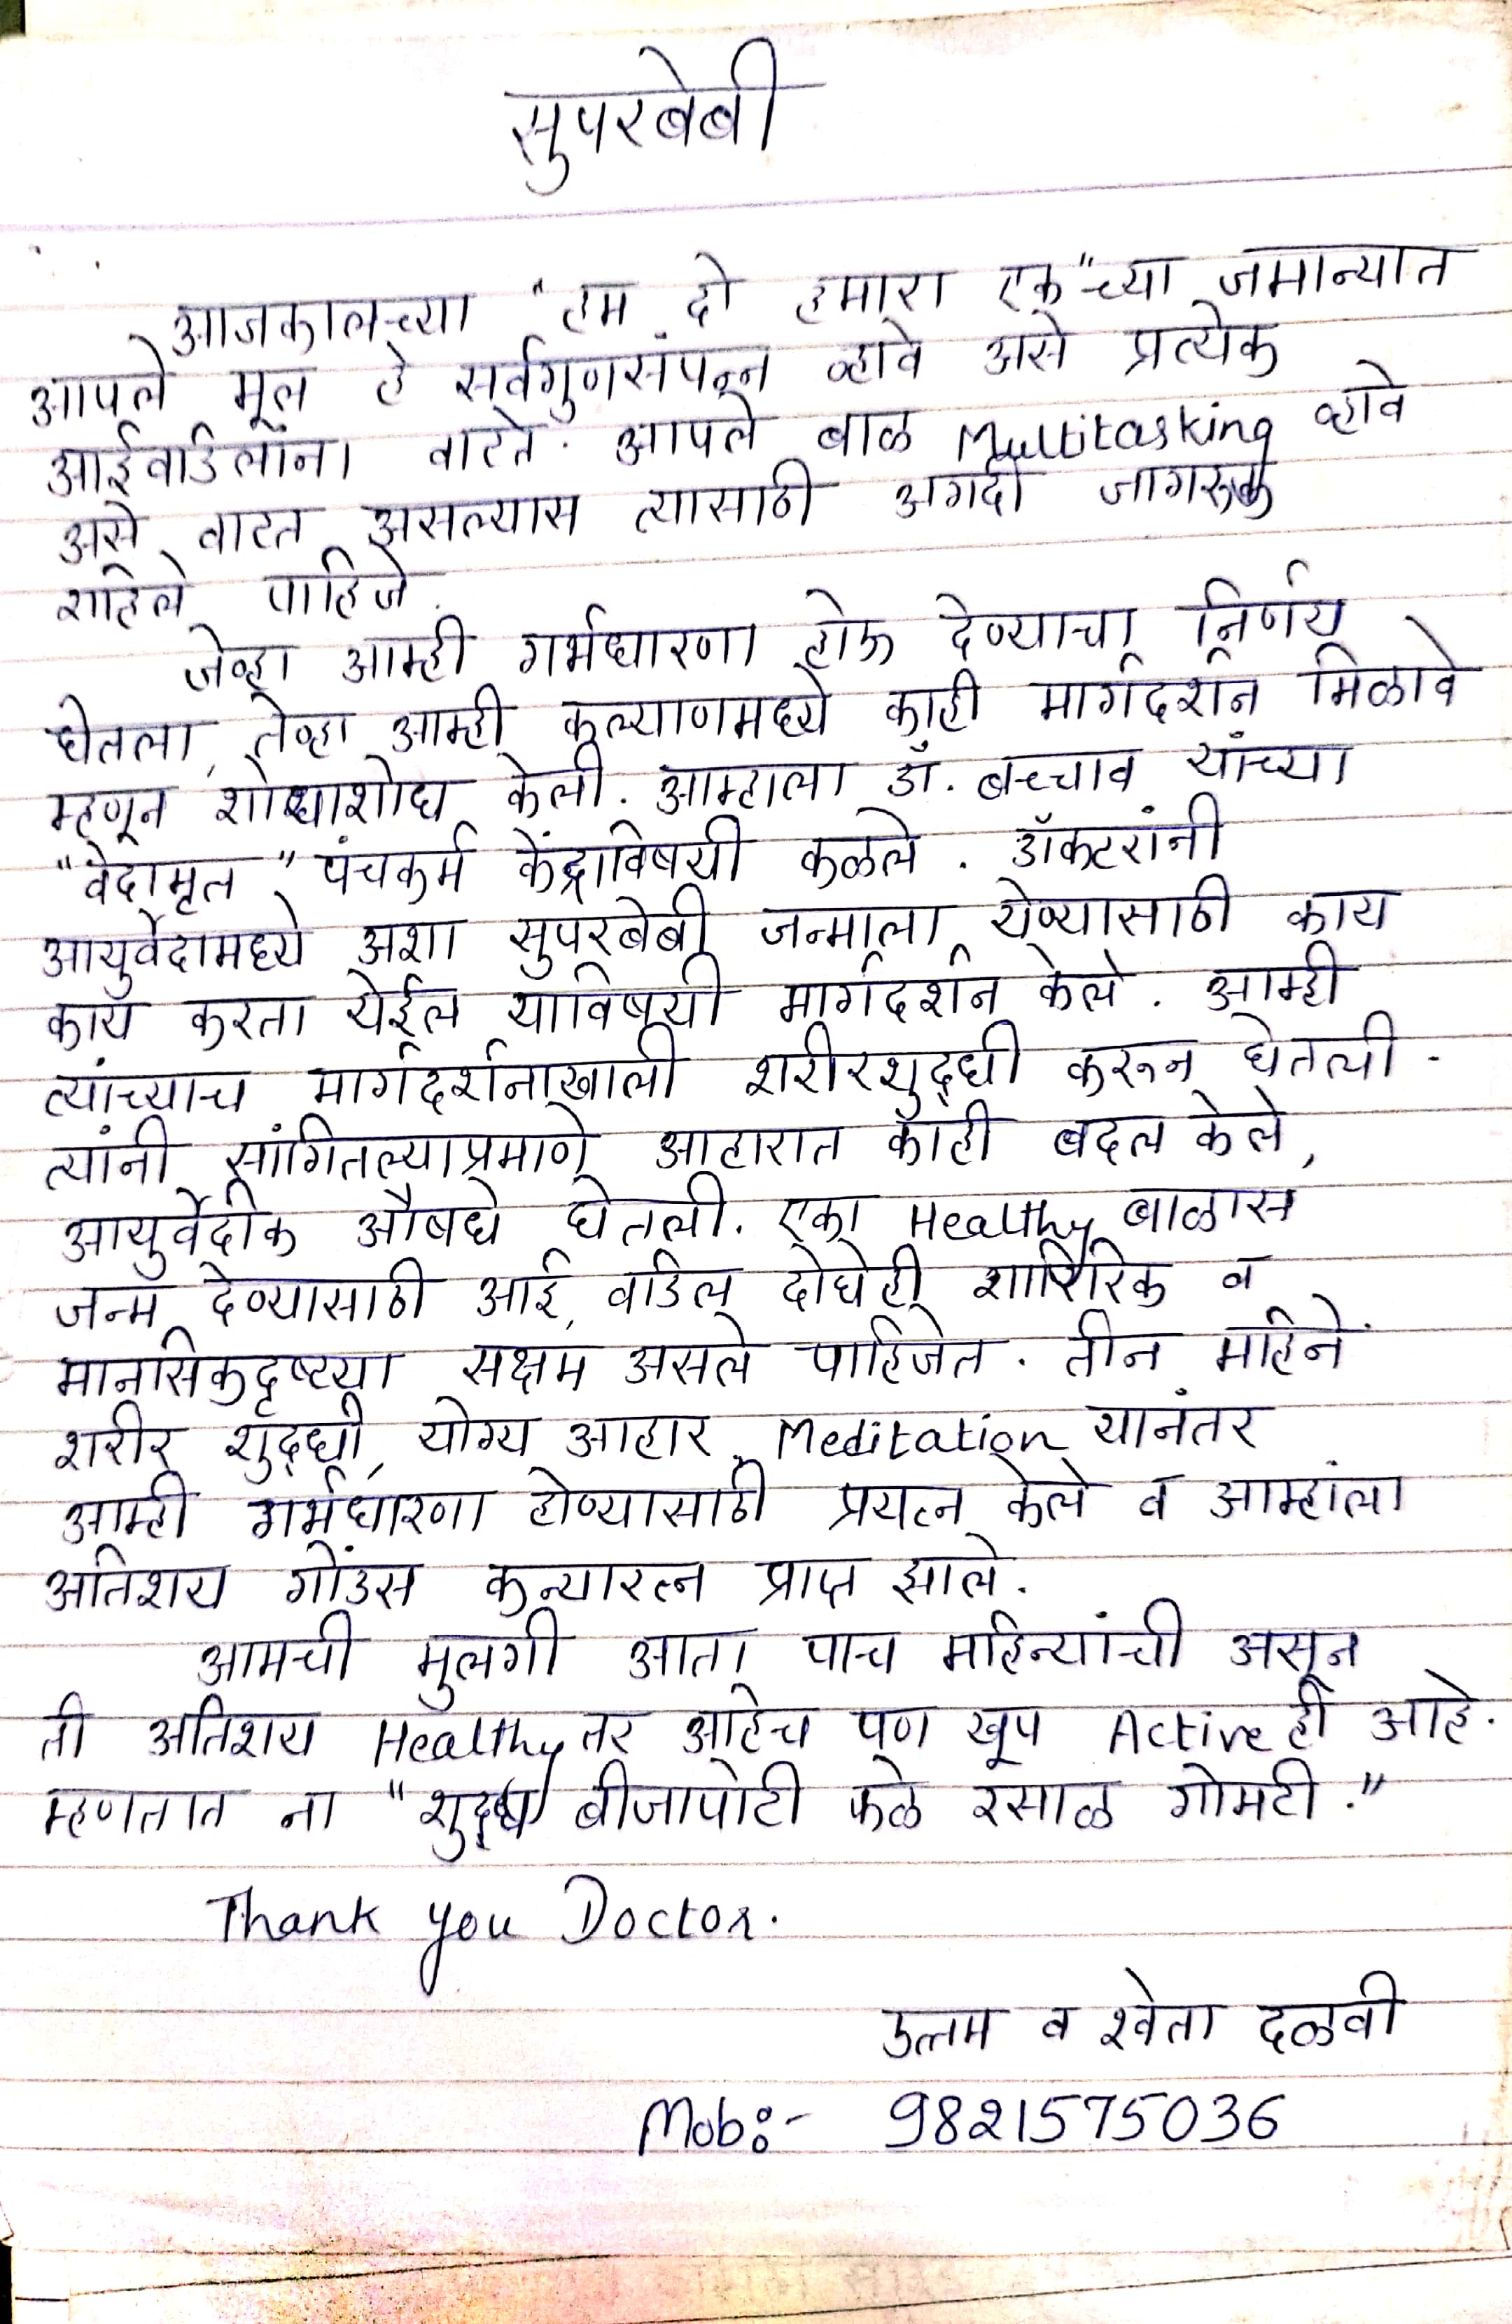 सुपरबेबी
आजकालच्या "हम दो हमारा एक"च्या जमान्यात
आपले मूल हे सर्वगुणसंपन्न व्हावे असे प्रत्येक
आईवडिलांना वाटते. आपले बाळ Multitasking व्हावे
असे वाटत असल्यास त्यासाठी अगदी जागरुक
राहिले पाहिजे.
जेव्हा आम्ही गर्भधारणा होऊ देण्याचा निर्णय
घेतला, तेव्हा आम्ही कल्याणमध्ये काही मार्गदर्शन मिळावे
म्हणून शोधाशोध केली. आम्हाला डॉ. बच्चाव यांच्या
"वेदामृत" पंचकर्म केंद्राविषयी कळले. डॉक्टरांनी
आयुर्वेदामध्ये अशा सुपरबेबी जन्माला येण्यासाठी काय
काय करता येईल याविषयी मार्गदर्शन केले. आम्ही
त्यांच्याच मार्गदर्शनाखाली शरीरशुद्धी करून घेतली.
त्यांनी सांगितल्याप्रमाणे आहारात काही बदल केले,
आयुर्वेदीक औषधे घेतली. एका Healthy बाळास
जन्म देण्यासाठी आई, वडिल दोघेही शारिरिक व
मानसिकदृष्ट्या सक्षम असले पाहिजेत. तीन महिने
शरीर शुद्धी, योग्य आहार, Meditation यानंतर
आम्ही गर्भधारणा होण्यासाठी प्रयत्न केले व आम्हांला
अतिशय गोंडस कन्यारत्न प्राप्त झाले.
आमची मुलगी आता पाच महिन्यांची असून
ती अतिशय Healthy तर आहेच पण खूप Active ही आहे.
म्हणतात ना "शुद्ध बीजापोटी फळे रसाळ गोमटी."
Thank you Doctor.
उत्तम व श्वेता दळवी
Mob:- 9821575036